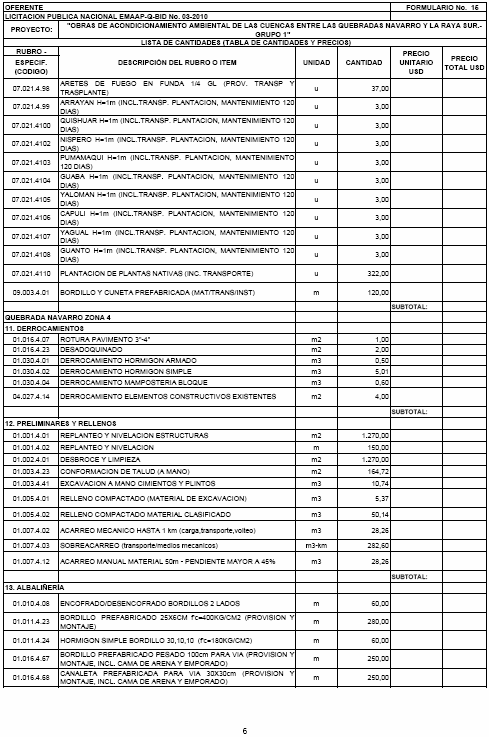 OFERENTE FORMULARIO No. 16
LICITACION PUBLICA NACIONAL EMAAP-Q-BID No. 03-2010
PROYECTO: "OBRAS DE ACONDICIONAMIENTO AMBIENTAL DE LAS CUENCAS ENTRE LAS QUEBRADAS NAVARRO Y LA RAYA SUR.-
GRUPO 1"
LISTA DE CANTIDADES (TABLA DE CANTIDADES Y PRECIOS)
RUBRO - ESPECIF. (CODIGO) DESCRIPCIÓN DEL RUBRO O ITEM UNIDAD CANTIDAD PRECIO UNITARIO USD PRECIO TOTAL USD
07.021.4.98 ARETES DE FUEGO EN FUNDA 1/4 GL (PROV. TRANSP Y TRASPLANTE) u 37,00
07.021.4.99 ARRAYAN H=1m (INCL.TRANSP. PLANTACION, MANTENIMIENTO 120 DIAS) u 3,00
07.021.4100 QUISHUAR H=1m (INCL.TRANSP. PLANTACION, MANTENIMIENTO 120 DIAS) u 3,00
07.021.4102 NISPERO H=1m (INCL.TRANSP. PLANTACION, MANTENIMIENTO 120 DIAS) u 3,00
07.021.4103 PUMAMAQUI H=1m (INCL.TRANSP. PLANTACION, MANTENIMIENTO 120 DIAS) u 3,00
07.021.4104 GUABA H=1m (INCL.TRANSP. PLANTACION, MANTENIMIENTO 120 DIAS) u 3,00
07.021.4105 YALOMAN H=1m (INCL.TRANSP. PLANTACION, MANTENIMIENTO 120 DIAS) u 3,00
07.021.4106 CAPULI H=1m (INCL.TRANSP. PLANTACION, MANTENIMIENTO 120 DIAS) u 3,00
07.021.4107 YAGUAL H=1m (INCL.TRANSP. PLANTACION, MANTENIMIENTO 120 DIAS) u 3,00
07.021.4108 GUANTO H=1m (INCL.TRANSP. PLANTACION, MANTENIMIENTO 120 DIAS) u 3,00
07.021.4110 PLANTACION DE PLANTAS NATIVAS (INC. TRANSPORTE) u 322,00
09.003.4.01 BORDILLO Y CUNETA PREFABRICADA (MAT/TRANS/INST) m 120,00
SUBTOTAL:
QUEBRADA NAVARRO ZONA 4
11. DERROCAMIENTOS
01.016.4.07 ROTURA PAVIMENTO 3"-4" m2 1,00
01.016.4.23 DESADOQUINADO m2 2,00
01.030.4.01 DERROCAMIENTO HORMIGON ARMADO m3 0,50
01.030.4.02 DERROCAMIENTO HORMIGON SIMPLE m3 5,01
01.030.4.04 DERROCAMIENTO MAMPOSTERIA BLOQUE m3 0,60
04.027.4.14 DERROCAMIENTO ELEMENTOS CONSTRUCTIVOS EXISTENTES m2 4,00
SUBTOTAL:
12. PRELIMINARES Y RELLENOS
01.001.4.01 REPLANTEO Y NIVELACION ESTRUCTURAS m2 1.270,00
01.001.4.02 REPLANTEO Y NIVELACION m 150,00
01.002.4.01 DESBROCE Y LIMPIEZA m2 1.270,00
01.003.4.23 CONFORMACION DE TALUD (A MANO) m2 164,72
01.003.4.41 EXCAVACION A MANO CIMIENTOS Y PLINTOS m3 10,74
01.005.4.01 RELLENO COMPACTADO (MATERIAL DE EXCAVACION) m3 5,37
01.005.4.02 RELLENO COMPACTADO MATERIAL CLASIFICADO m3 50,14
01.007.4.02 ACARREO MECANICO HASTA 1 km (carga,transporte,volteo) m3 28,26
01.007.4.03 SOBREACARREO (transporte/medios mecanicos) m3-km 282,60
01.007.4.12 ACARREO MANUAL MATERIAL 50m - PENDIENTE MAYOR A 45% m3 28,26
SUBTOTAL:
13. ALBAÑILERIA
01.010.4.08 ENCOFRADO/DESENCOFRADO BORDILLOS 2 LADOS m 60,00
01.011.4.23 BORDILLO PREFABRICADO 25X6CM f'c=400KG/CM2 (PROVISION Y MONTAJE) m 280,00
01.011.4.24 HORMIGON SIMPLE BORDILLO 30,10,10 (f'c=180KG/CM2) m 60,00
01.016.4.67 BORDILLO PREFABRICADO PESADO 100cm PARA VIA (PROVISION Y MONTAJE, INCL. CAMA DE ARENA Y EMPORADO) m 250,00
01.016.4.68 CANALETA PREFABRICADA PARA VIA 30X30cm (PROVISION Y MONTAJE, INCL. CAMA DE ARENA Y EMPORADO) m 250,00
6